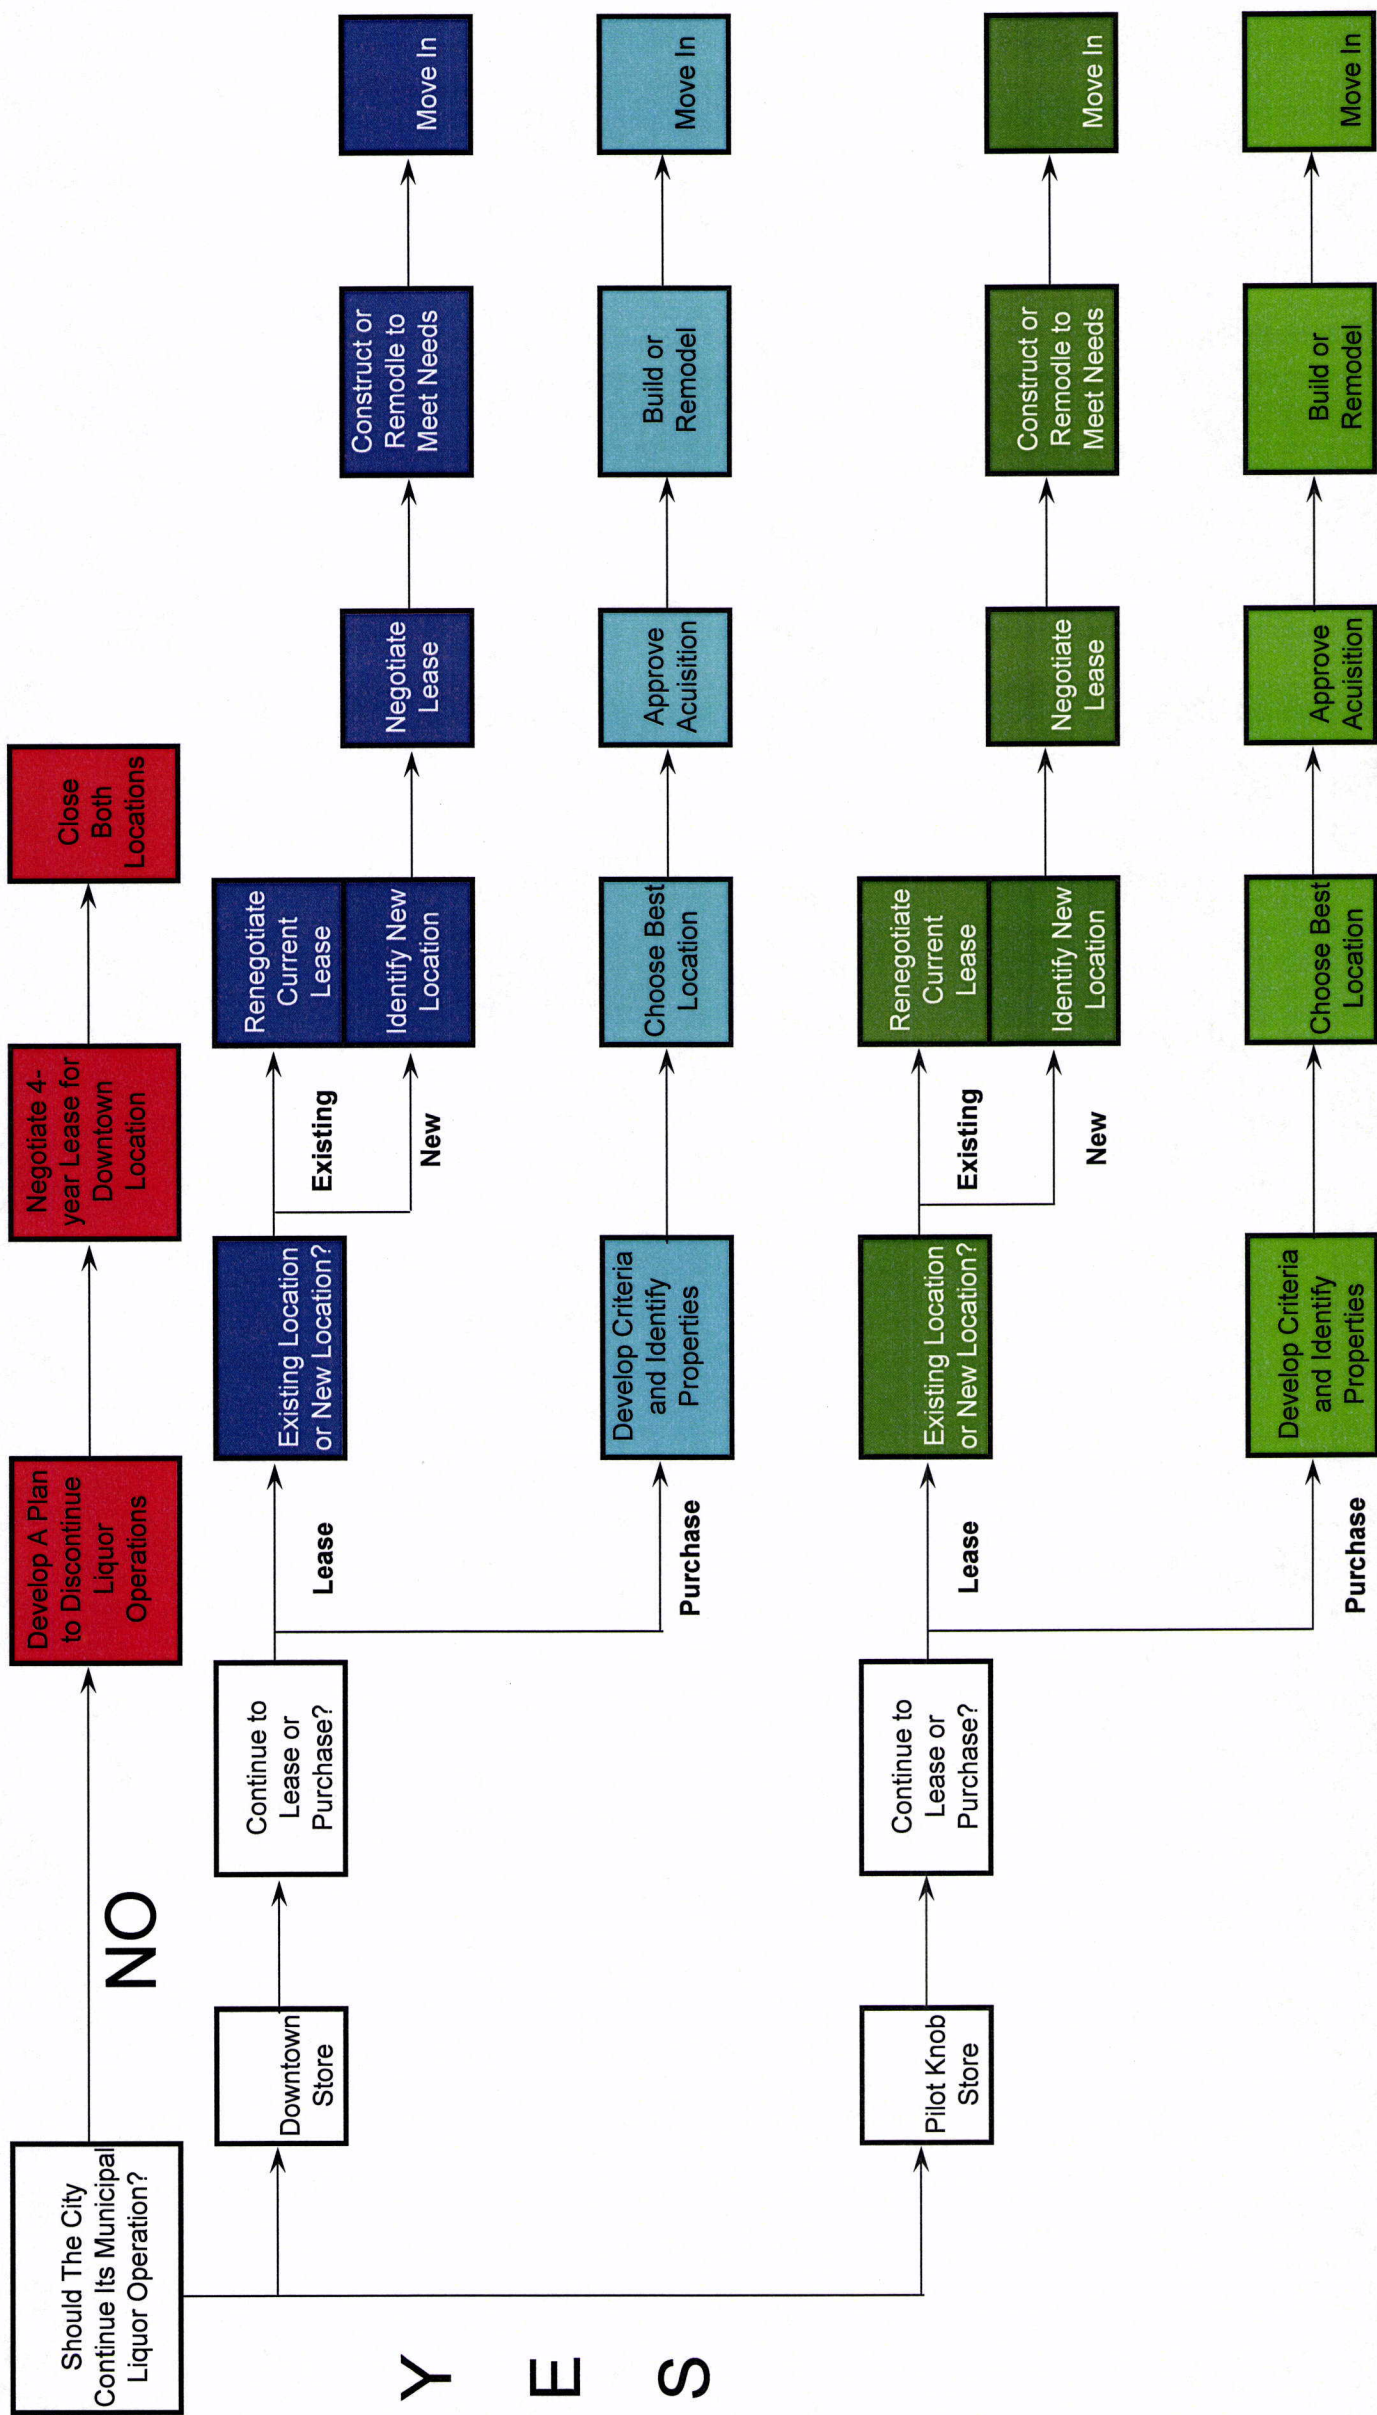 Should The City
Continue Its Municipal
Liquor Operation?
NO
Develop A Plan
to Discontinue
Liquor
Operations
Negotiate 4-
year Lease for
Downtown
Location
Close
Both
Locations
Y
E
S
Downtown
Store
Continue to
Lease or
Purchase?
Lease
Existing Location
or New Location?
Existing
Renegotiate
Current
Lease
New
Identify New
Location
Negotiate
Lease
Construct or
Remodle to
Meet Needs
Move In
Purchase
Develop Criteria
and Identify
Properties
Choose Best
Location
Approve
Acuisition
Build or
Remodel
Move In
Pilot Knob
Store
Continue to
Lease or
Purchase?
Lease
Existing Location
or New Location?
Existing
Renegotiate
Current
Lease
New
Identify New
Location
Negotiate
Lease
Construct or
Remodle to
Meet Needs
Move In
Purchase
Develop Criteria
and Identify
Properties
Choose Best
Location
Approve
Acuisition
Build or
Remodel
Move In